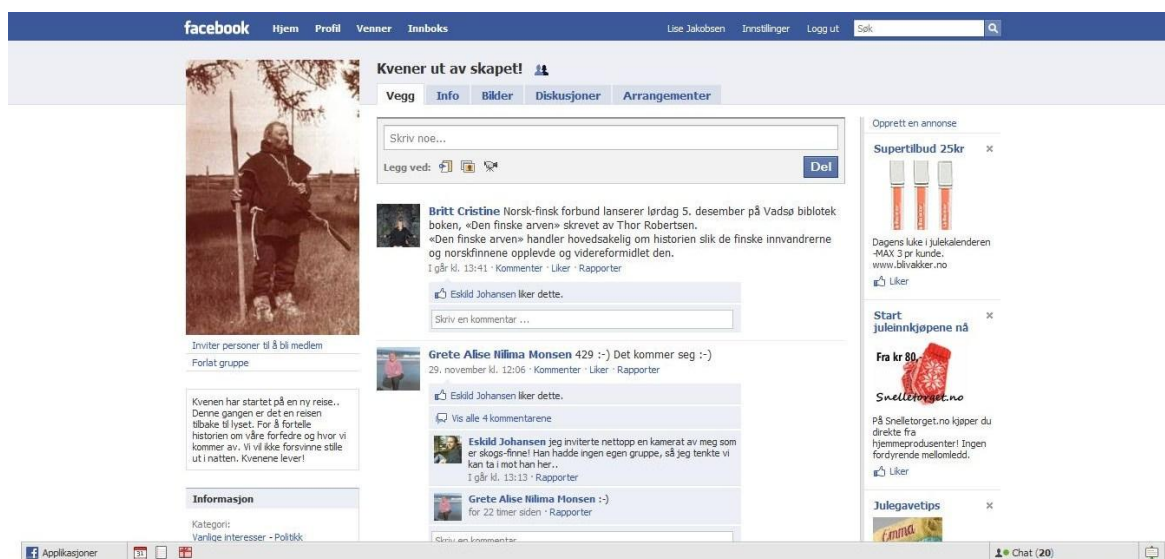 facebook Hjem Profil Venner Innboks Lise Jakobsen Innstillinger Logg ut Søk
Kvener ut av skapet!
Vegg Info Bilder Diskusjoner Arrangementer
Skriv noe...
Legg ved:
Del
Britt Cristine Norsk-finsk forbund lanserer lørdag 5. desember på Vadsø biblotek
boken, «Den finske arven» skrevet av Thor Robertsen.
«Den finske arven» handler hovedsakelig om historien slik de finske innvandrerne
og norskfinnene opplevde og videreformidlet den.
I går kl. 13:41 · Kommenter · Liker · Rapporter
Eskild Johansen liker dette.
Skriv en kommentar ...
Grete Alise Nilima Monsen 429 :-) Det kommer seg :-)
29. november kl. 12:06 · Kommenter · Liker · Rapporter
Eskild Johansen liker dette.
Vis alle 4 kommentarene
Eskild Johansen jeg inviterte nettopp en kamerat av meg som
er skogs-finne! Han hadde ingen egen gruppe, så jeg tenkte vi
kan ta i mot han her..
I går kl. 13:13 · Rapporter
Grete Alise Nilima Monsen :-)
for 22 timer siden · Rapporter
Skriv en kommentar
Inviter personer til å bli medlem
Forlat gruppe
Kvenen har startet på en ny reise..
Denne gangen er det en reisen
tilbake til lyset. For å fortelle
historien om våre forfedre og hvor vi
kommer av. Vi vil ikke forsvinne stille
ut i natten. Kvenene lever!
Informasjon
Kategori:
Vanlige interesser - Politikk
Opprett en annonse
Supertilbud 25kr
Dagens luke i julekalenderen
-MAX 3 pr kunde.
www.blivakker.no
Liker
Start
juleinnkjøpene nå
Fra kr 80,-
Snelletorget.no
På Snelletorget.no kjøper du
direkte fra
hjemmeprodusenter! Ingen
fordyrende mellomledd.
Liker
Julegavetips
Emma
Applikasjoner
31
Chat (20)